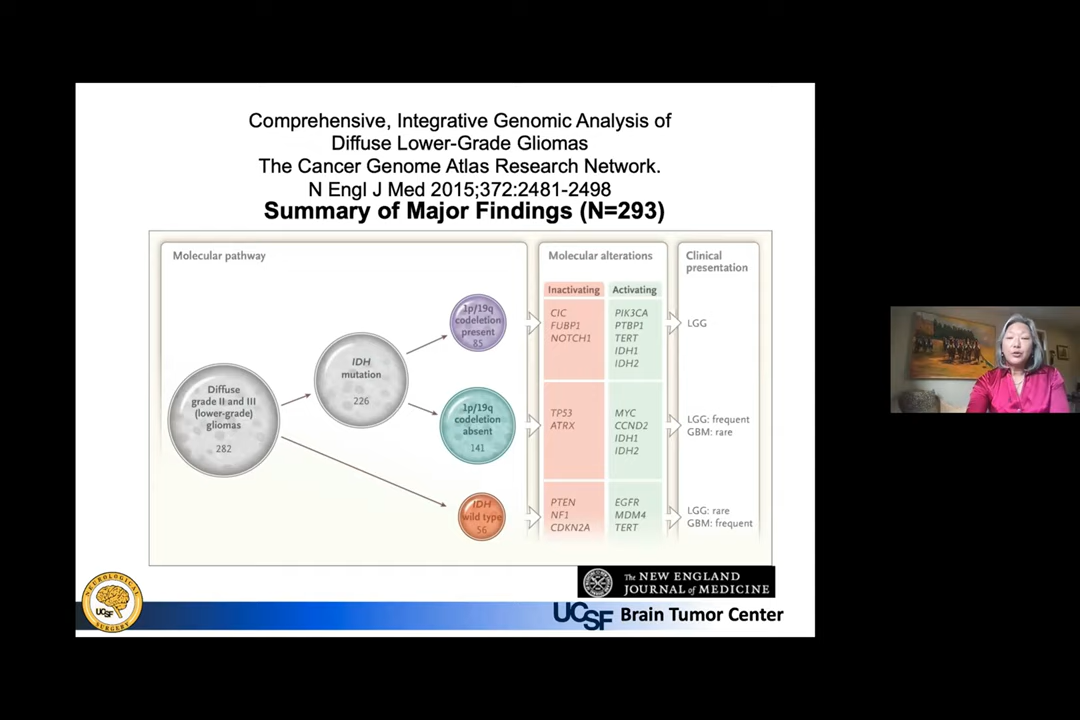 Comprehensive, Integrative Genomic Analysis of
Diffuse Lower-Grade Gliomas
The Cancer Genome Atlas Research Network.
N Engl J Med 2015;372:2481-2498
Summary of Major Findings (N=293)
Molecular pathway
Diffuse
grade II and III
(lower-grade)
gliomas
282
IDH
mutation
226
1p/19q
codeletion
present
85
1p/19q
codeletion
absent
141
IDH
wild type
56
Molecular alterations
Inactivating
Activating
CIC
FUBP1
NOTCH1
PIK3CA
PTBP1
TERT
IDH1
IDH2
TP53
ATRX
MYC
CCND2
IDH1
IDH2
PTEN
NF1
CDKN2A
EGFR
MDM4
TERT
Clinical
presentation
LGG
LGG: frequent
GBM: rare
LGG: rare
GBM: frequent
The NEW ENGLAND
JOURNAL of MEDICINE
NEUROLOGICAL
UCSF
SURGERY
UCSF Brain Tumor Center